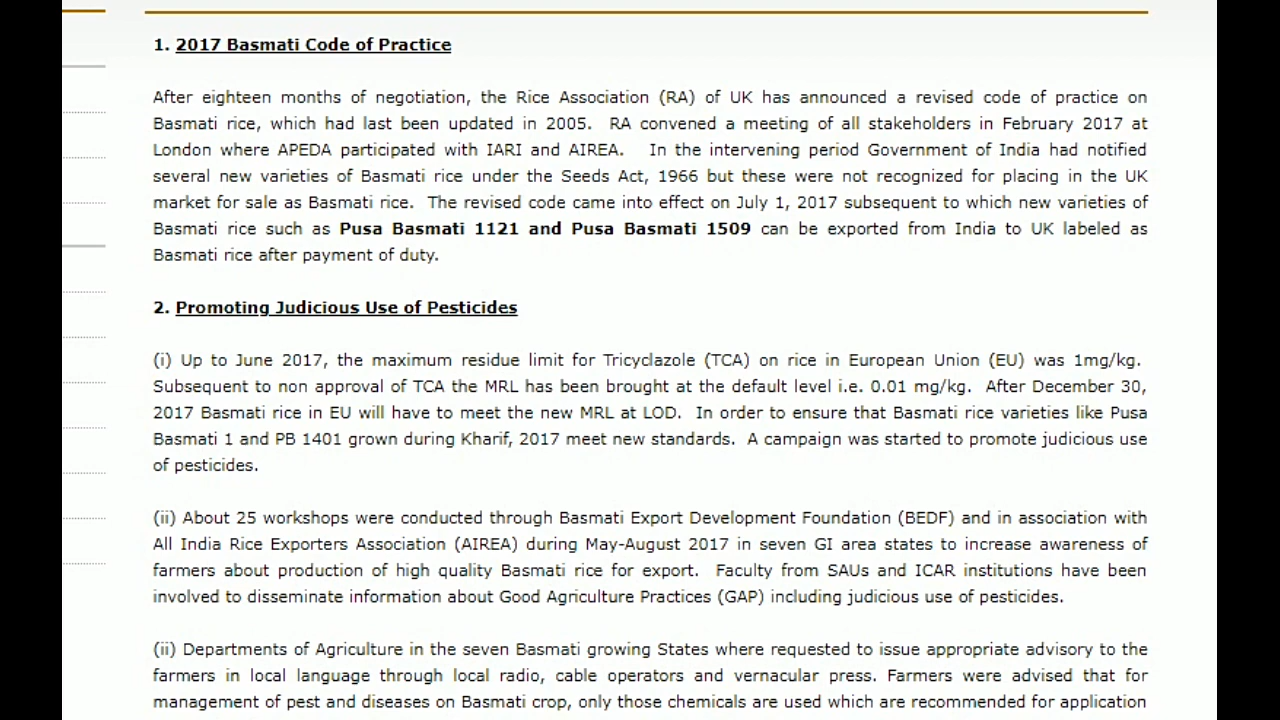 1. 2017 Basmati Code of Practice
After eighteen months of negotiation, the Rice Association (RA) of UK has announced a revised code of practice on
Basmati rice, which had last been updated in 2005. RA convened a meeting of all stakeholders in February 2017 at
London where APEDA participated with IARI and AIREA. In the intervening period Government of India had notified
several new varieties of Basmati rice under the Seeds Act, 1966 but these were not recognized for placing in the UK
market for sale as Basmati rice. The revised code came into effect on July 1, 2017 subsequent to which new varieties of
Basmati rice such as Pusa Basmati 1121 and Pusa Basmati 1509 can be exported from India to UK labeled as
Basmati rice after payment of duty.
2. Promoting Judicious Use of Pesticides
(i) Up to June 2017, the maximum residue limit for Tricyclazole (TCA) on rice in European Union (EU) was 1mg/kg.
Subsequent to non approval of TCA the MRL has been brought at the default level i.e. 0.01 mg/kg. After December 30,
2017 Basmati rice in EU will have to meet the new MRL at LOD. In order to ensure that Basmati rice varieties like Pusa
Basmati 1 and PB 1401 grown during Kharif, 2017 meet new standards. A campaign was started to promote judicious use
of pesticides.
(ii) About 25 workshops were conducted through Basmati Export Development Foundation (BEDF) and in association with
All India Rice Exporters Association (AIREA) during May-August 2017 in seven GI area states to increase awareness of
farmers about production of high quality Basmati rice for export. Faculty from SAUs and ICAR institutions have been
involved to disseminate information about Good Agriculture Practices (GAP) including judicious use of pesticides.
(ii) Departments of Agriculture in the seven Basmati growing States where requested to issue appropriate advisory to the
farmers in local language through local radio, cable operators and vernacular press. Farmers were advised that for
management of pest and diseases on Basmati crop, only those chemicals are used which are recommended for application